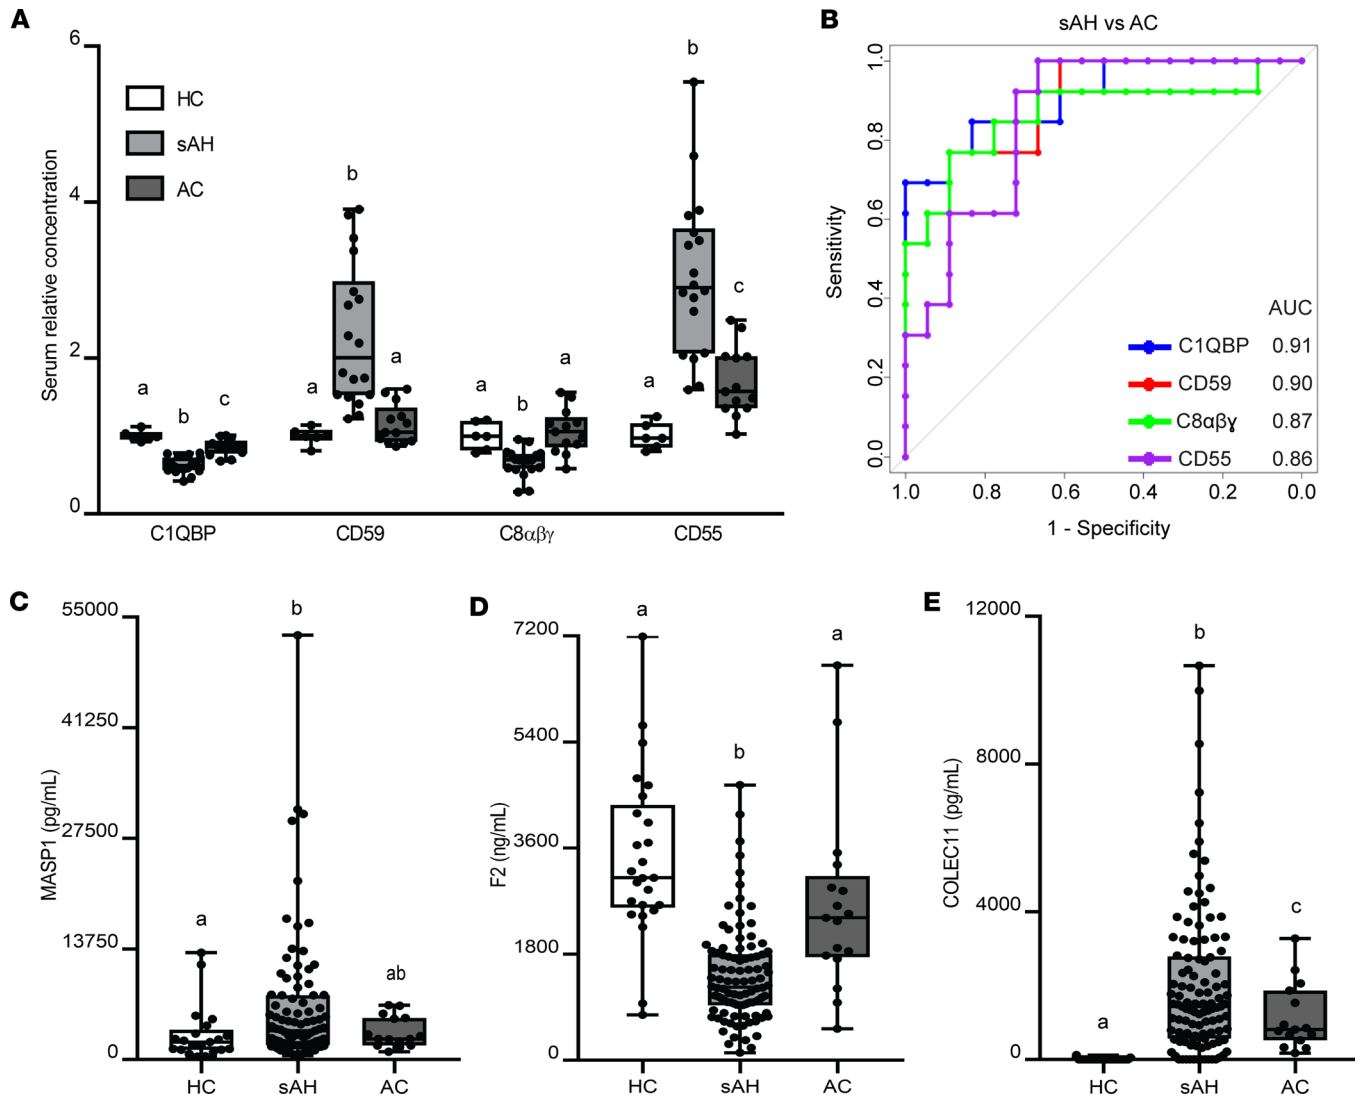 A
6
4
2
0
Serum relative concentration
HC
sAH
AC
a
b
c
a
b
a
a
b
a
a
b
c
C1QBP
CD59
C8αβγ
CD55
B
sAH vs AC
1.0
0.8
0.6
0.4
0.2
0.0
Sensitivity
AUC
C1QBP 0.91
CD59 0.90
C8αβɣ 0.87
CD55 0.86
1.0 0.8 0.6 0.4 0.2 0.0
1 - Specificity
C
55000
41250
27500
13750
0
MASP1 (pg/mL)
a
b
ab
HC sAH AC
D
7200
5400
3600
1800
0
F2 (ng/mL)
a
b
a
HC sAH AC
E
12000
8000
4000
0
COLEC11 (pg/mL)
a
b
c
HC sAH AC